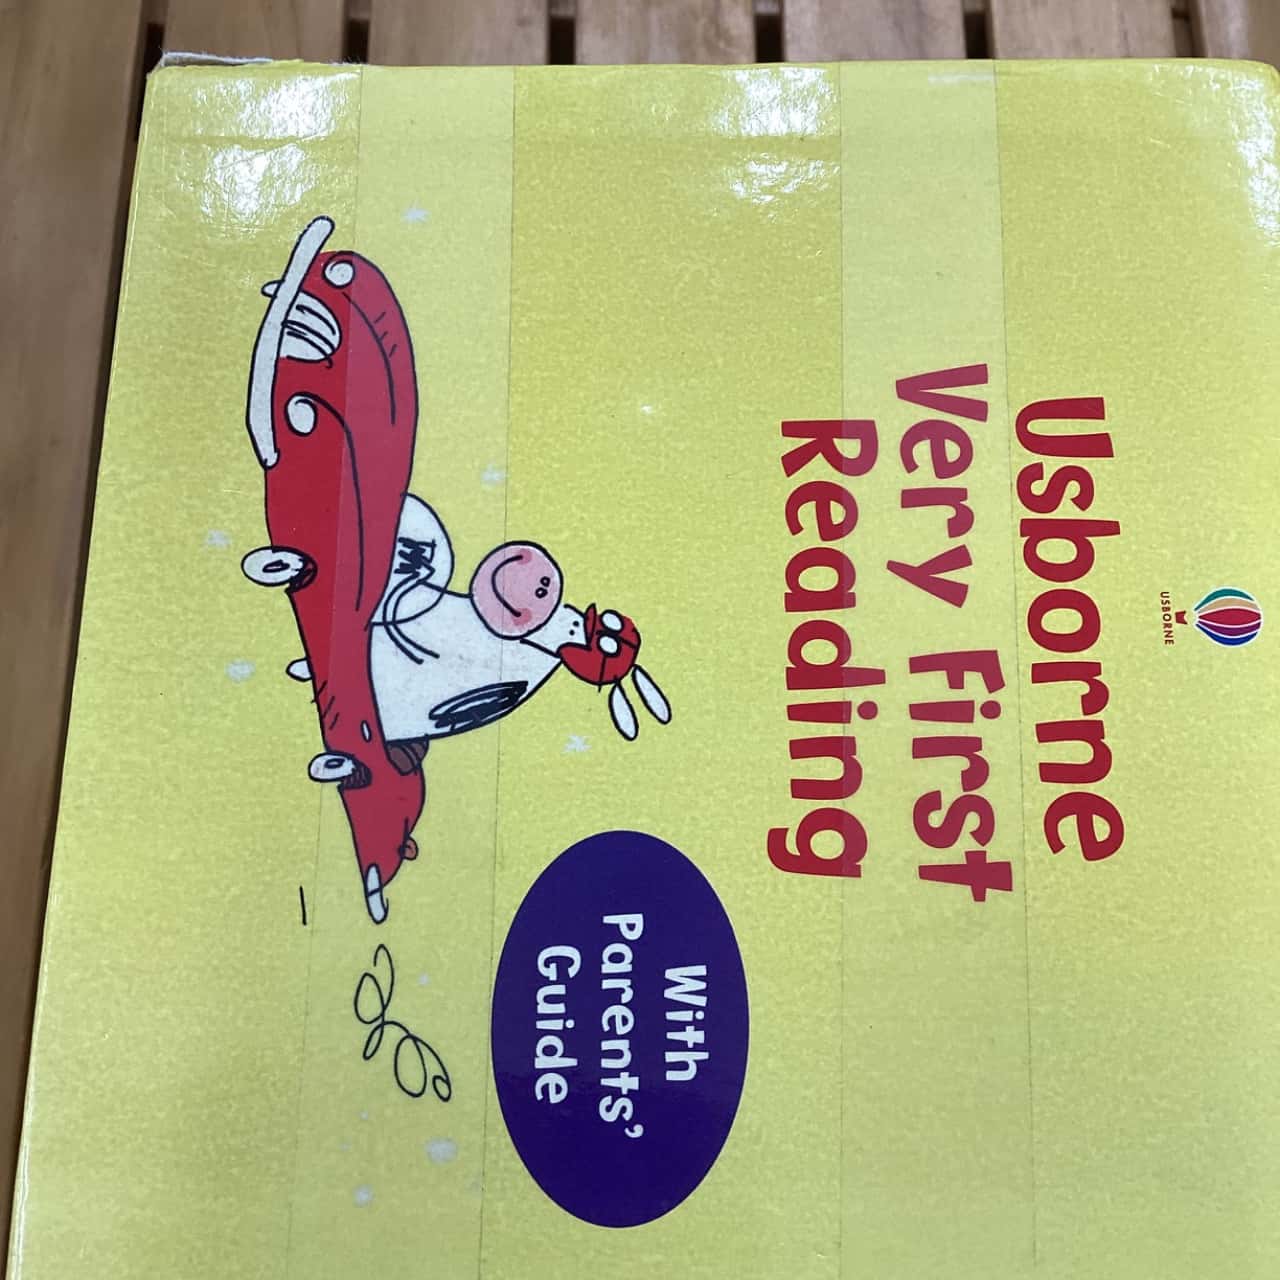 USBORNE
Usborne
Very First
Reading
With
Parents’
Guide